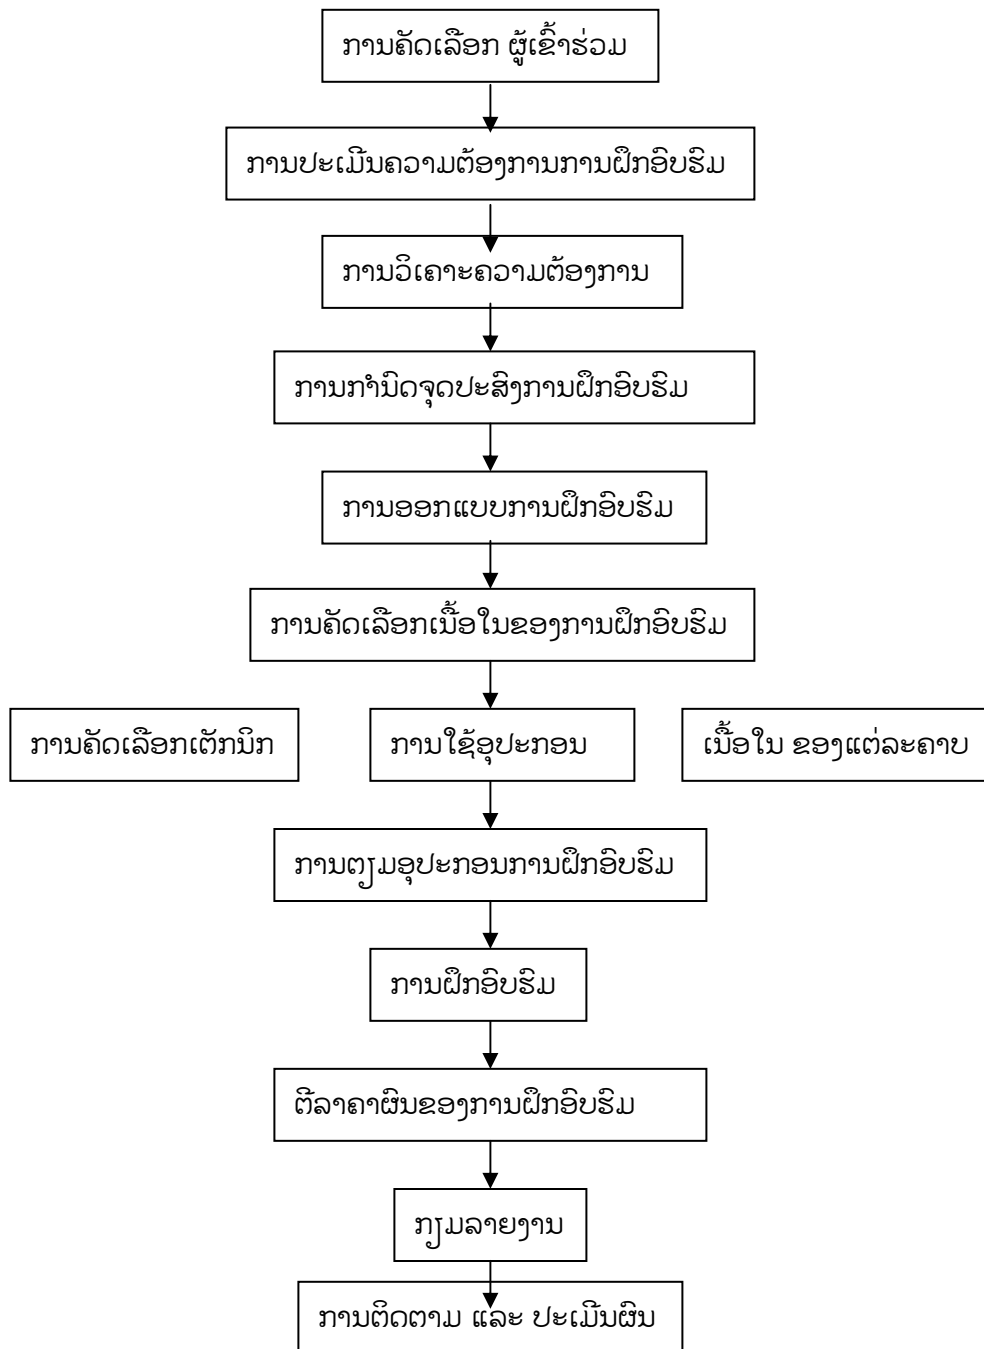 ການຄັດເລືອກ ຜູ້ເຂົ້າຮ່ວມ
ການປະເມີນຄວາມຕ້ອງການການຝຶກອົບຮົມ
ການວິເຄາະຄວາມຕ້ອງການ
ການກຳນົດຈຸດປະສົງການຝຶກອົບຮົມ
ການອອກແບບການຝຶກອົບຮົມ
ການຄັດເລືອກເນື້ອໃນຂອງການຝຶກອົບຮົມ
ການຄັດເລືອກເຕັກນິກ
ການໃຊ້ອຸປະກອນ
ເນື້ອໃນ ຂອງແຕ່ລະຄາບ
ການຕຽມອຸປະກອນການຝຶກອົບຮົມ
ການຝຶກອົບຮົມ
ຕີລາຄາຜົນຂອງການຝຶກອົບຮົມ
ກຽມລາຍງານ
ການຕິດຕາມ ແລະ ປະເມີນຜົນ